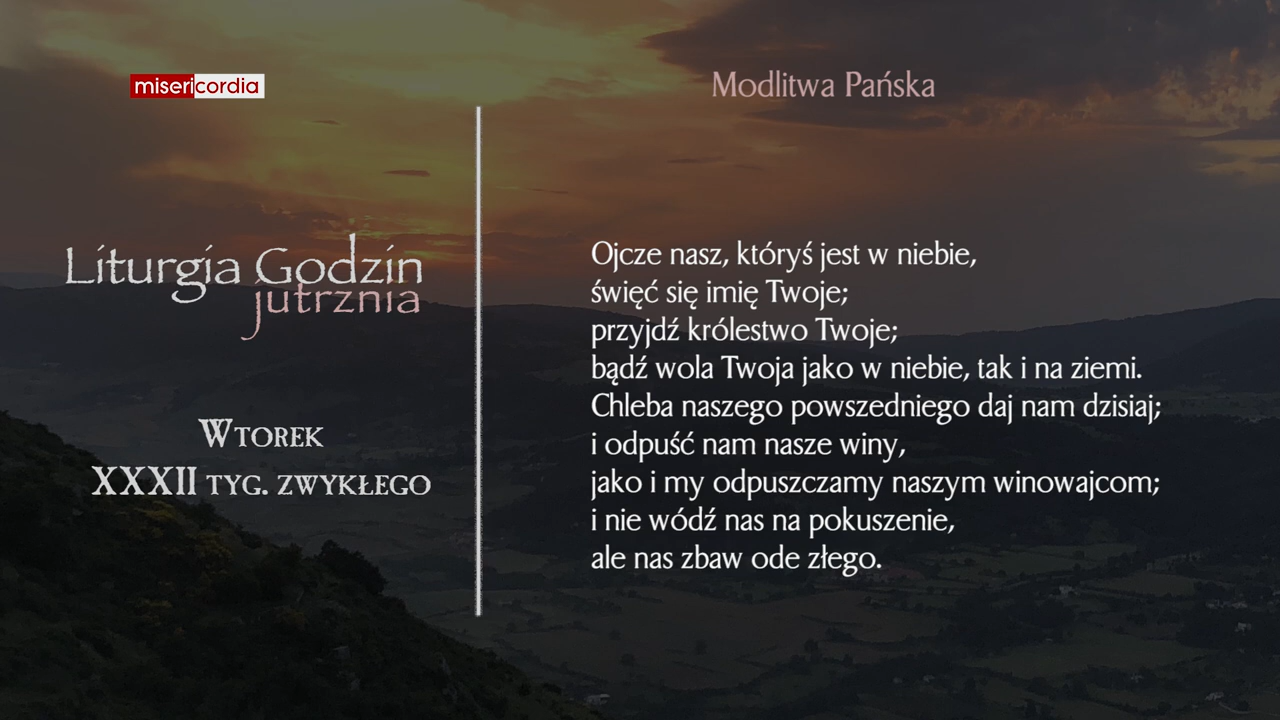 misericordia
Liturgia Godzin
jutrznia
Wtorek
XXXII tyg. zwykłego
Modlitwa Pańska
Ojcze nasz, któryś jest w niebie,
święć się imię Twoje;
przyjdź królestwo Twoje;
bądź wola Twoja jako w niebie, tak i na ziemi.
Chleba naszego powszedniego daj nam dzisiaj;
i odpuść nam nasze winy,
jako i my odpuszczamy naszym winowajcom;
i nie wódź nas na pokuszenie,
ale nas zbaw ode złego.